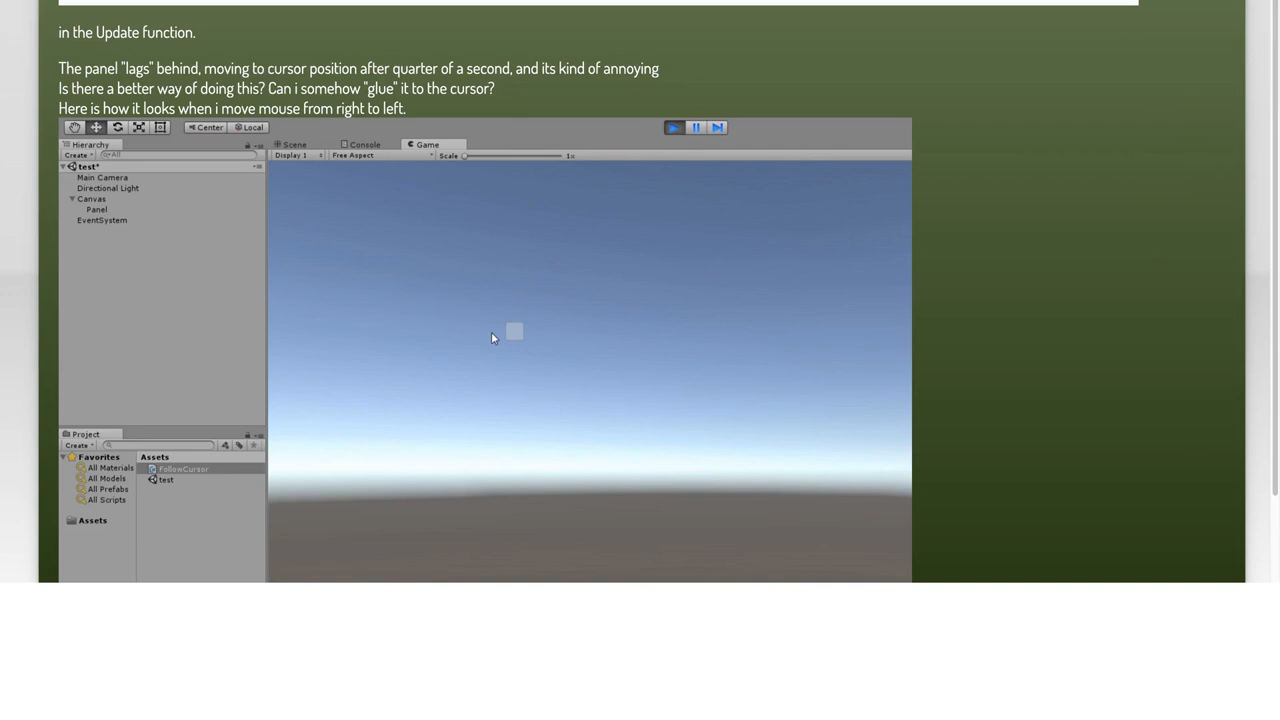 in the Update function.
The panel "lags" behind, moving to cursor position after quarter of a second, and its kind of annoying
Is there a better way of doing this? Can i somehow "glue" it to the cursor?
Here is how it looks when i move mouse from right to left.
Center Local
Hierarchy
Create All
test*
Main Camera
Directional Light
Canvas
Panel
EventSystem
Scene Console Game
Display 1 Free Aspect Scale 1x
Project
Create
Favorites
All Materials
All Models
All Prefabs
All Scripts
Assets
Assets
FollowCursor
test